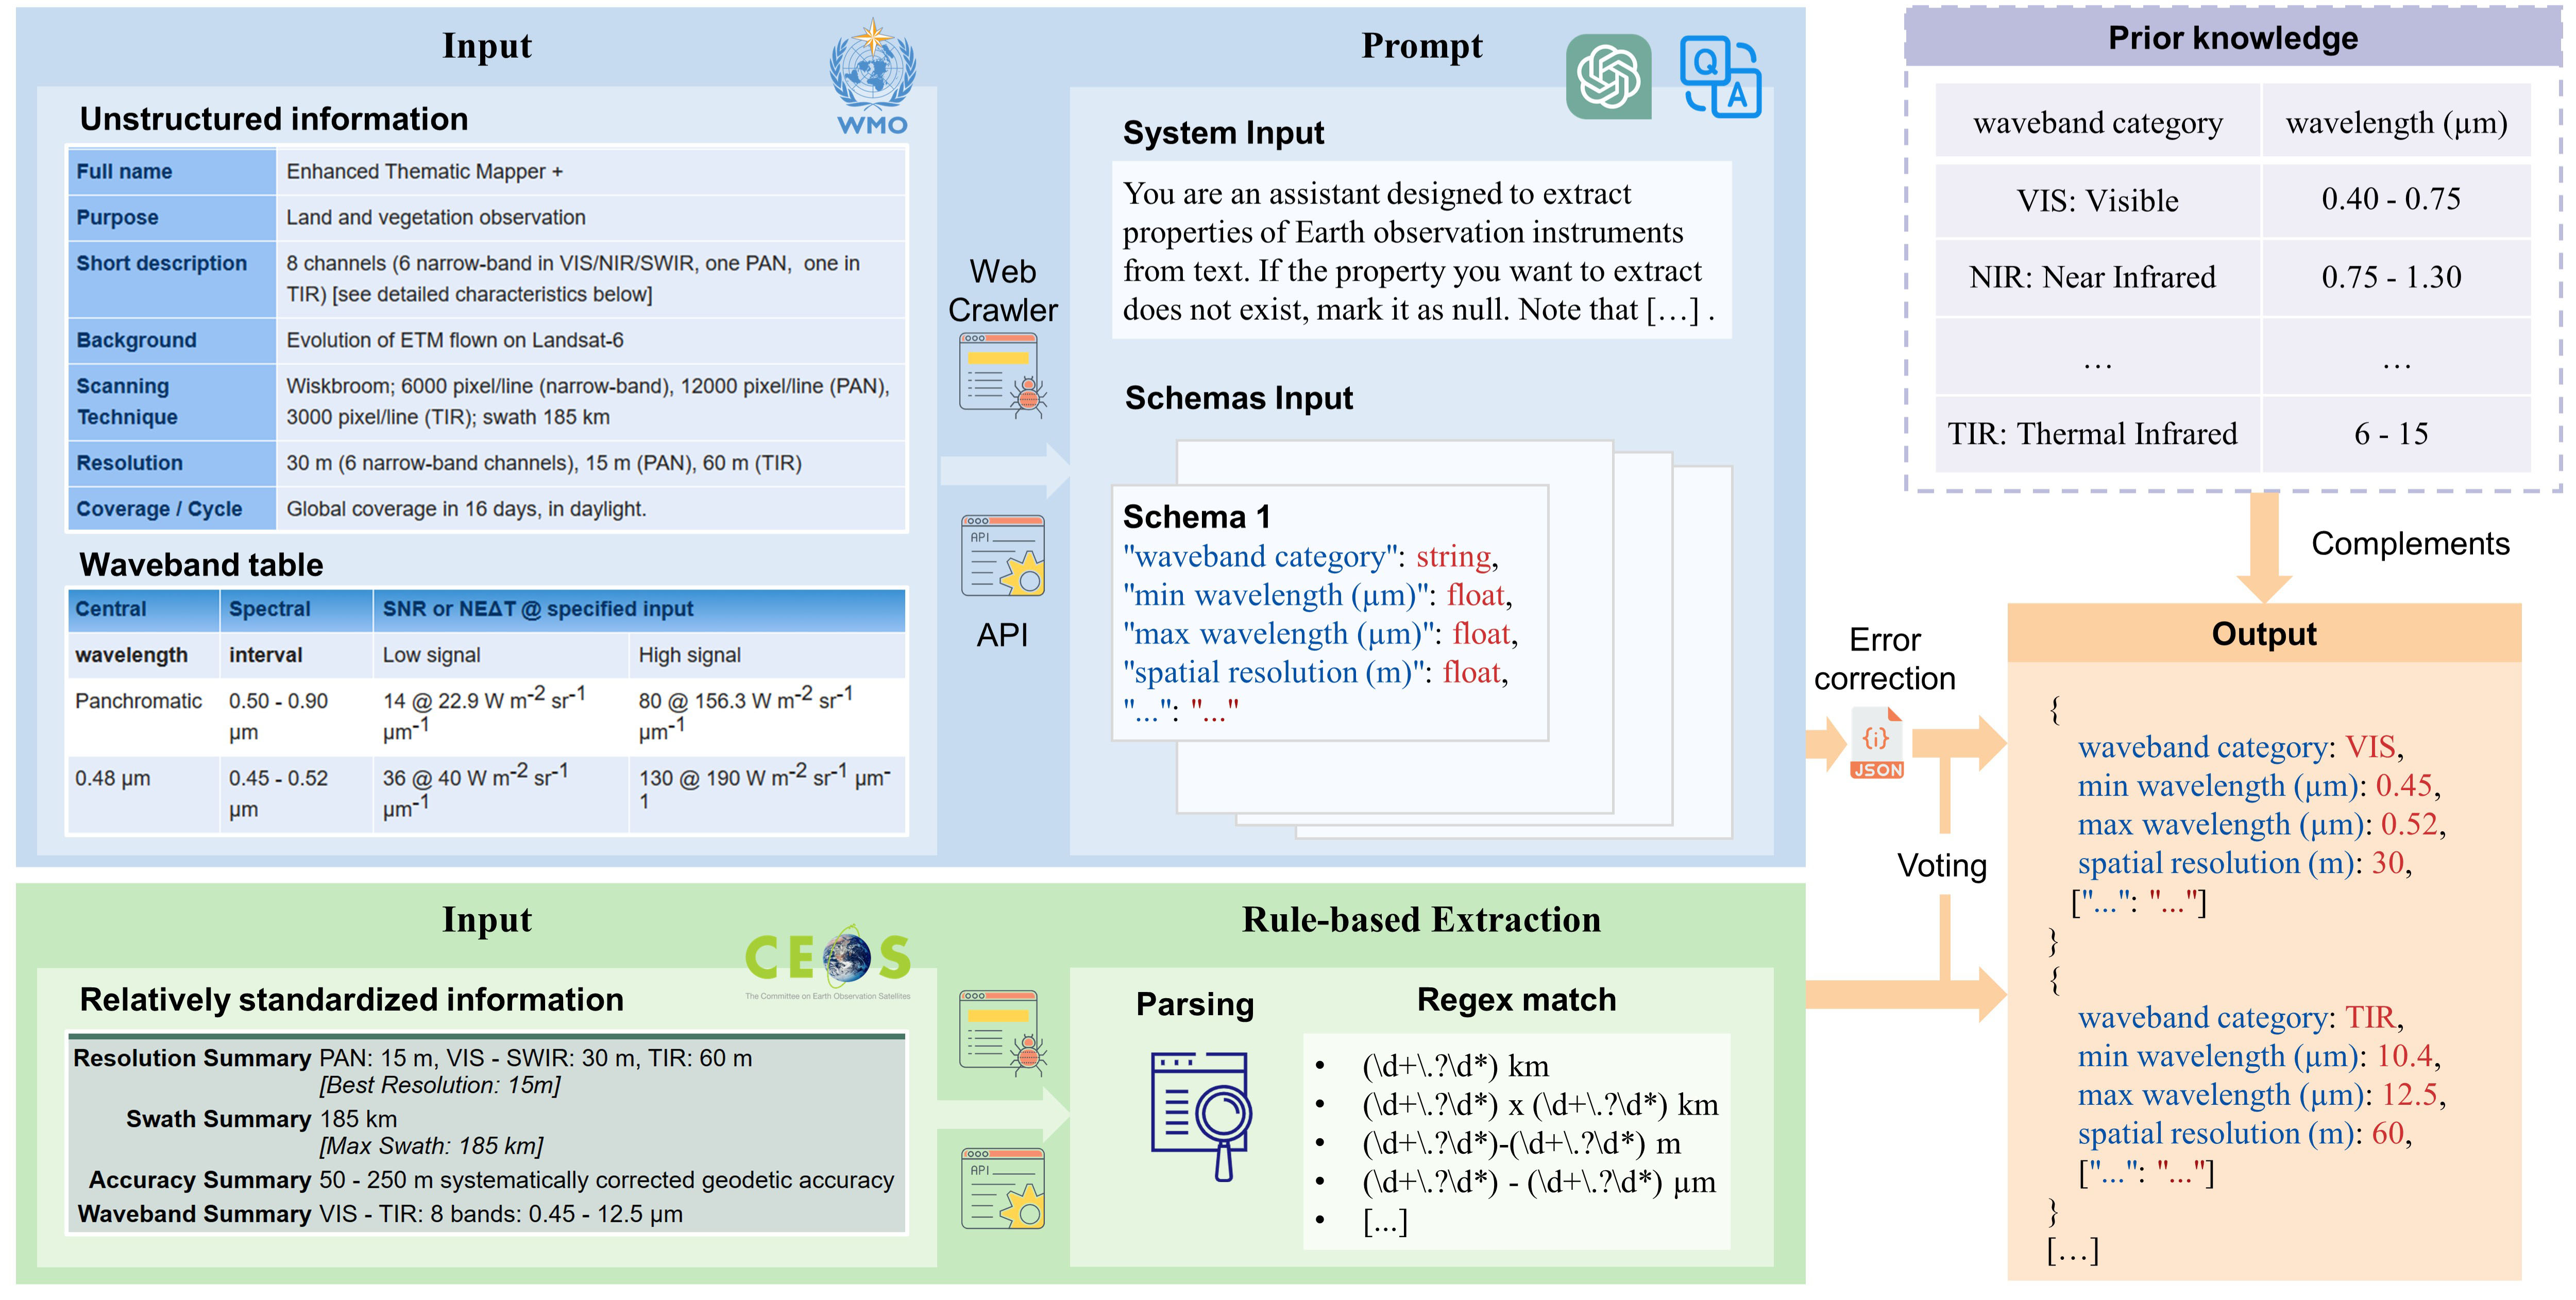 Input
WMO
Unstructured information
Full name Enhanced Thematic Mapper +
Purpose Land and vegetation observation
Short description 8 channels (6 narrow-band in VIS/NIR/SWIR, one PAN, one in
TIR) [see detailed characteristics below]
Background Evolution of ETM flown on Landsat-6
Scanning Wiskbroom; 6000 pixel/line (narrow-band), 12000 pixel/line (PAN),
Technique 3000 pixel/line (TIR); swath 185 km
Resolution 30 m (6 narrow-band channels), 15 m (PAN), 60 m (TIR)
Coverage / Cycle Global coverage in 16 days, in daylight.
Waveband table
Central Spectral SNR or NEΔT @ specified input
wavelength interval Low signal High signal
Panchromatic 0.50 - 0.90 14 @ 22.9 W m-2 sr-1 80 @ 156.3 W m-2 sr-1
µm µm-1 µm-1
0.48 µm 0.45 - 0.52 36 @ 40 W m-2 sr-1 130 @ 190 W m-2 sr-1 µm-
µm µm-1 1
Web
Crawler
API
API
Prompt
Q
A
System Input
You are an assistant designed to extract
properties of Earth observation instruments
from text. If the property you want to extract
does not exist, mark it as null. Note that […] .
Schemas Input
Schema 1
"waveband category": string,
"min wavelength (µm)": float,
"max wavelength (µm)": float,
"spatial resolution (m)": float,
"...": "..."
Prior knowledge
waveband category wavelength (µm)
VIS: Visible 0.40 - 0.75
NIR: Near Infrared 0.75 - 1.30
… …
TIR: Thermal Infrared 6 - 15
Complements
Error
correction
{i}
JSON
Voting
Output
{
waveband category: VIS,
min wavelength (µm): 0.45,
max wavelength (µm): 0.52,
spatial resolution (m): 30,
["...": "..."]
}
{
waveband category: TIR,
min wavelength (µm): 10.4,
max wavelength (µm): 12.5,
spatial resolution (m): 60,
["...": "..."]
}
[…]
Input
CEOS
The Committee on Earth Observation Satellites
Relatively standardized information
Resolution Summary PAN: 15 m, VIS - SWIR: 30 m, TIR: 60 m
[Best Resolution: 15m]
Swath Summary 185 km
[Max Swath: 185 km]
Accuracy Summary 50 - 250 m systematically corrected geodetic accuracy
Waveband Summary VIS - TIR: 8 bands: 0.45 - 12.5 µm
API
Rule-based Extraction
Parsing
Regex match
• (\d+\.?\d*) km
• (\d+\.?\d*) x (\d+\.?\d*) km
• (\d+\.?\d*)-(\d+\.?\d*) m
• (\d+\.?\d*) - (\d+\.?\d*) µm
• [...]